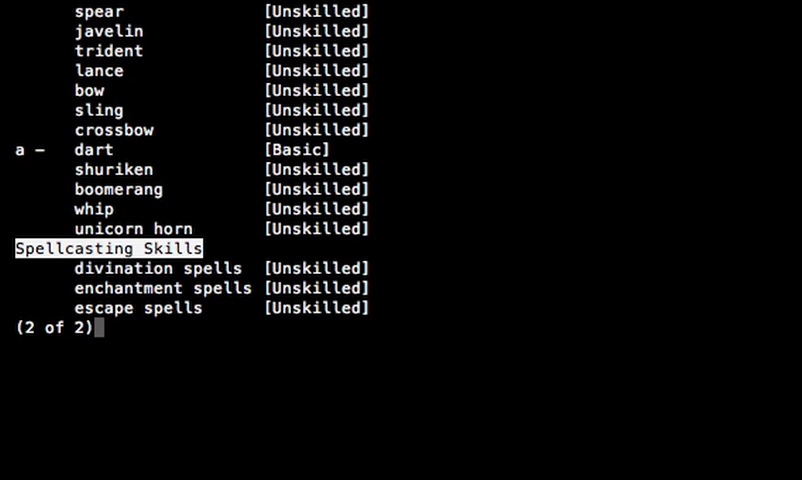 spear [Unskilled]
javelin [Unskilled]
trident [Unskilled]
lance [Unskilled]
bow [Unskilled]
sling [Unskilled]
crossbow [Unskilled]
a – dart [Basic]
shuriken [Unskilled]
boomerang [Unskilled]
whip [Unskilled]
unicorn horn [Unskilled]
Spellcasting Skills
divination spells [Unskilled]
enchantment spells [Unskilled]
escape spells [Unskilled]
(2 of 2)